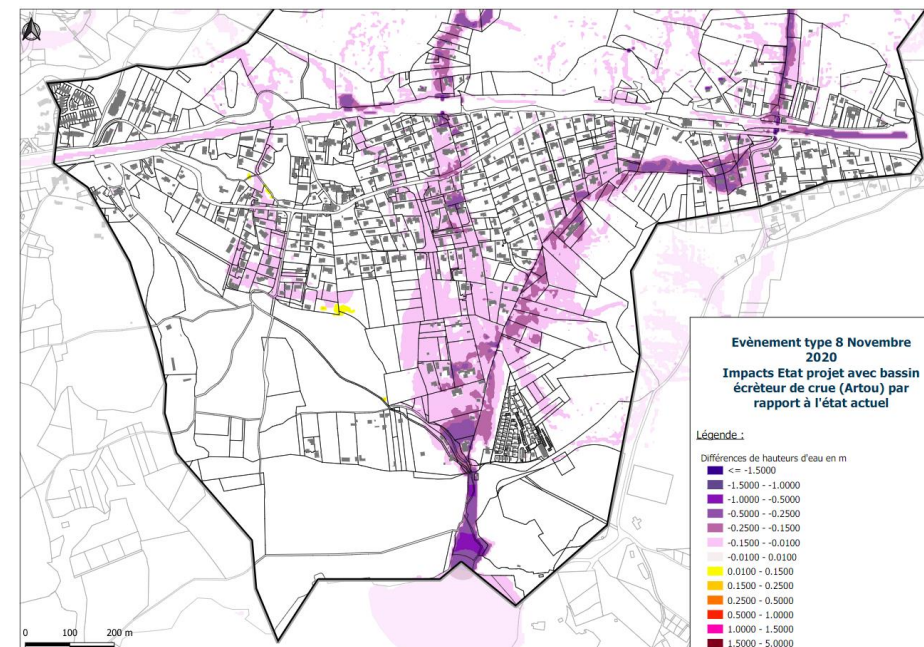 Evènement type 8 Novembre
2020
Impacts Etat projet avec bassin
écrèteur de crue (Artou) par
rapport à l'état actuel
Légende :
Différences de hauteurs d'eau en m
<= -1.5000
-1.5000 - -1.0000
-1.0000 - -0.5000
-0.5000 - -0.2500
-0.2500 - -0.1500
-0.1500 - -0.0100
-0.0100 - 0.0100
0.0100 - 0.1500
0.1500 - 0.2500
0.2500 - 0.5000
0.5000 - 1.0000
1.0000 - 1.5000
1.5000 - 5.0000
0 100 200 m